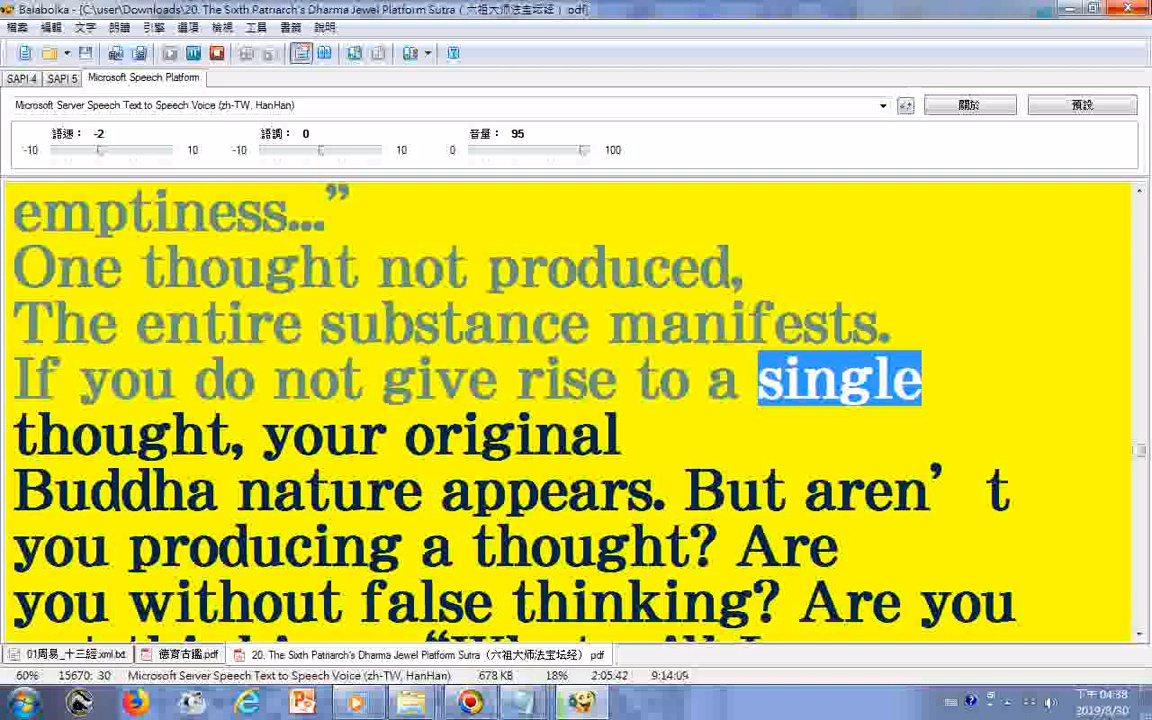 Balabolka - [C:\user\Downloads\20. The Sixth Patriarch's Dharma Jewel Platform Sutra（六祖大师法宝坛经）.pdf]
檔案 編輯 文字 朗讀 引擎 選項 檢視 工具 書籤 說明
SAPI 4 SAPI 5 Microsoft Speech Platform
Microsoft Server Speech Text to Speech Voice (zh-TW, HanHan) 關於 預設
語速： -2 語調： 0 音量： 95
-10 10 -10 10 0 100
emptiness...”
One thought not produced,
The entire substance manifests.
If you do not give rise to a single
thought, your original
Buddha nature appears. But aren’t
you producing a thought? Are
you without false thinking? Are you
01周易_十三經.xml.txt 德育古鑑.pdf 20. The Sixth Patriarch's Dharma Jewel Platform Sutra（六祖大师法宝坛经）.pdf
60% 15670: 30 Microsoft Server Speech Text to Speech Voice (zh-TW, HanHan) 678 KB 18% 2:05:42 9:14:09
下午 04:38
2019/8/30